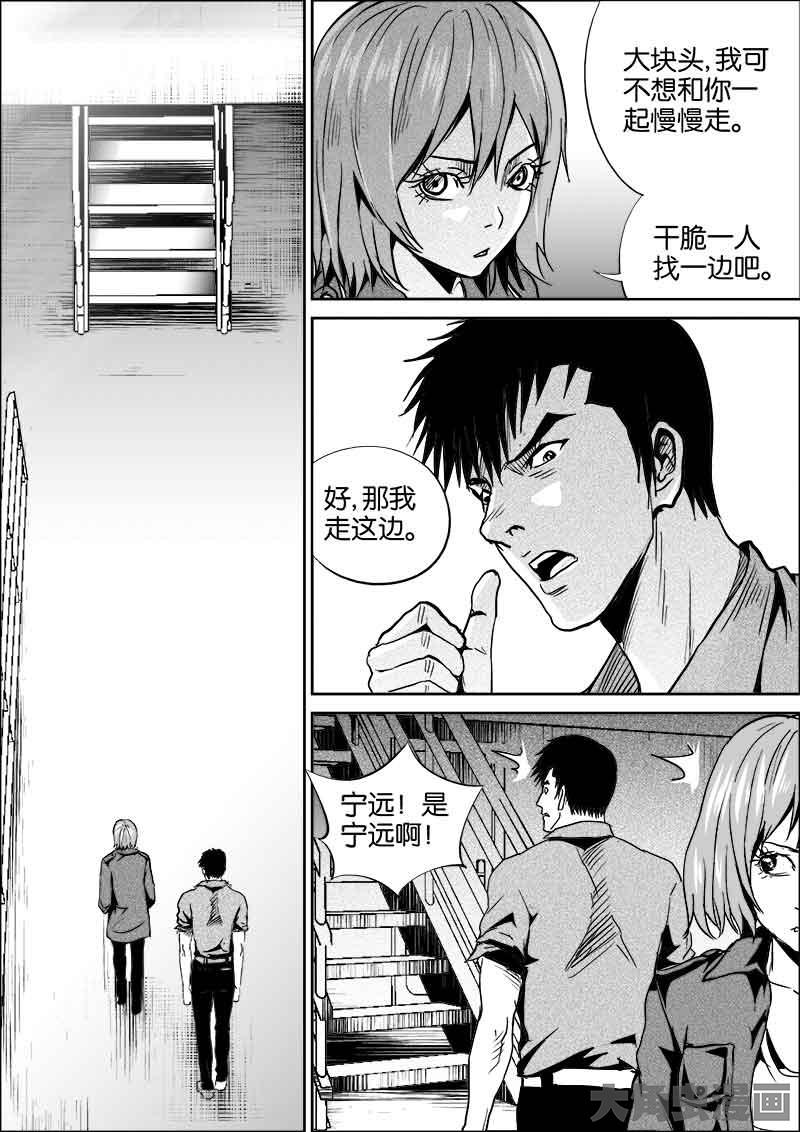 大块头,我可
不想和你一
起慢慢走。
干脆一人
找一边吧。
好,那我
走这边。
宁远！是
宁远啊！